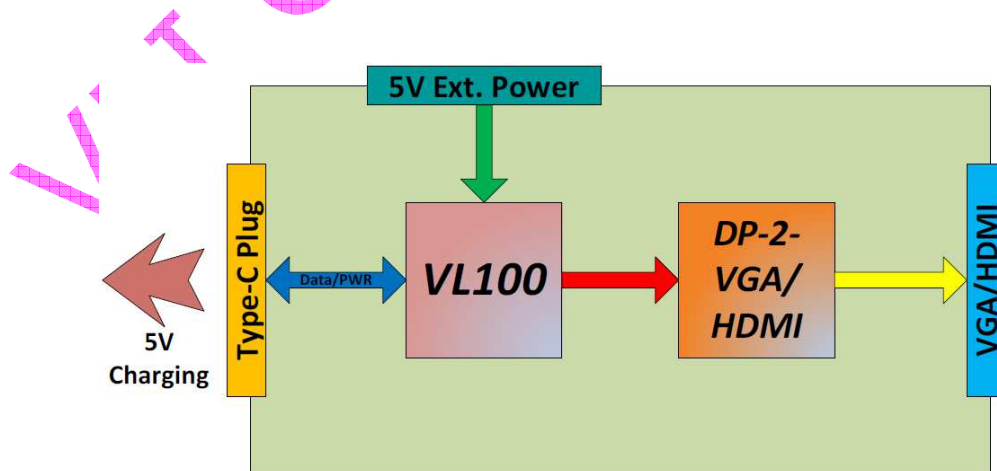 5V Ext. Power
Type-C Plug
Data/PWR
VL100
DP-2-
VGA/
HDMI
VGA/HDMI
5V
Charging